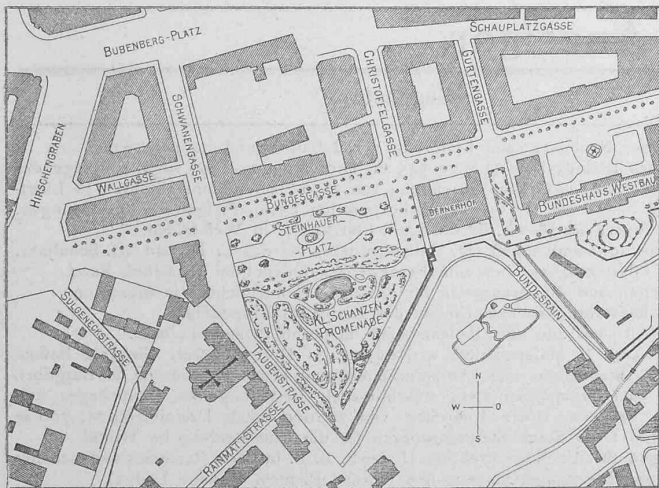 SCHAUPLATZGASSE
BUBENBERG-PLATZ
HIRSCHENGRABEN
SCHWANENGASSE
CHRISTOFFELGASSE
GURTENGASSE
WALLGASSE
BUNDESGASSE
STEINHAUER-
-PLATZ
BERNERHOF
BUNDESHAUS, WESTBAU
KL. SCHANZEN
PROMENADE
BUNDESRAIN
SULGENECKSTRASSE
TAUBENSTRASSE
RAINMATTSTRASSE
N
W
O
S